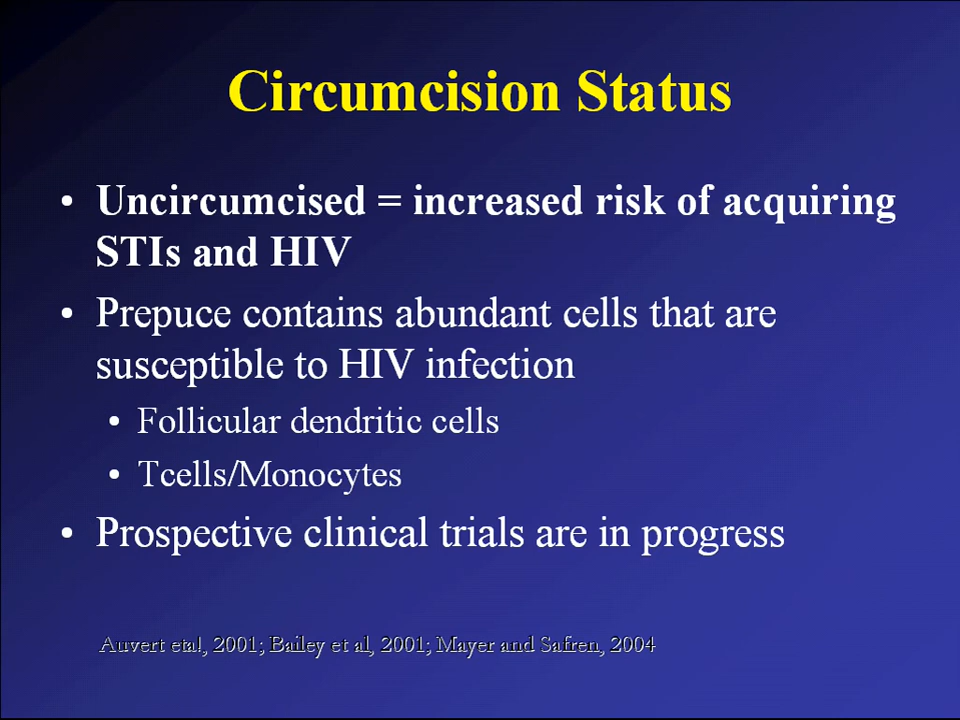 Circumcision Status
• Uncircumcised = increased risk of acquiring
STIs and HIV
• Prepuce contains abundant cells that are
susceptible to HIV infection
• Follicular dendritic cells
• Tcells/Monocytes
• Prospective clinical trials are in progress
Auvert eta!, 2001; Bailey et al, 2001; Mayer and Safren, 2004